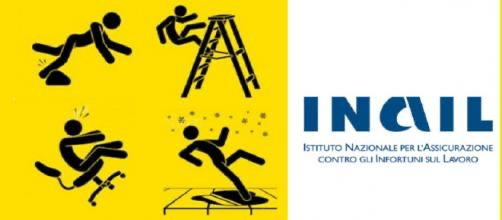 INAIL
ISTITUTO NAZIONALE PER L'ASSICURAZIONE
CONTRO GLI INFORTUNI SUL LAVORO